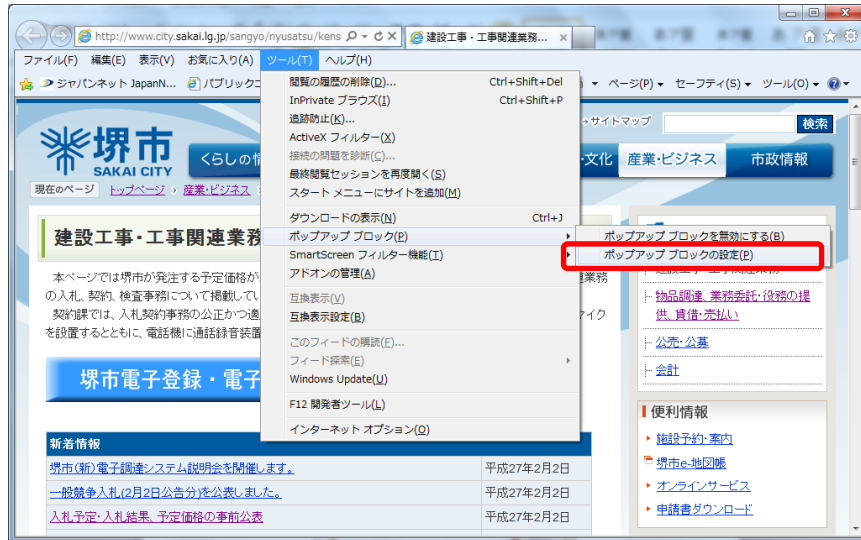 http://www.city.sakai.lg.jp/sangyo/nyusatsu/kens
建設工事・工事関連業務...
ファイル(F) 編集(E) 表示(V) お気に入り(A) ツール(T) ヘルプ(H)
ジャパンネット JapanN...
ページ(P) セーフティ(S) ツール(O)
閲覧の履歴の削除(D)... Ctrl+Shift+Del
InPrivate ブラウズ(I) Ctrl+Shift+P
追跡防止(K)...
ActiveX フィルター(X)
接続の問題を診断(C)...
最終閲覧セッションを再度開く(S)
スタート メニューにサイトを追加(M)
ダウンロードの表示(N) Ctrl+J
ポップアップ ブロック(P)
SmartScreen フィルター機能(T)
アドオンの管理(A)
互換表示(V)
互換表示設定(B)
このフィードの購読(F)...
フィード探索(E)
Windows Update(U)
F12 開発者ツール(L)
インターネット オプション(O)
ポップアップ ブロックを無効にする(B)
ポップアップ ブロックの設定(P)
サイトマップ
検索
堺市
SAKAI CITY
くらしの
・文化 産業・ビジネス 市政情報
現在のページ トップページ 産業・ビジネス
建設工事・工事関連業務
本ページでは堺市が発注する予定価格が
業務
の入札、契約、検査事務について掲載してい
契約課では、入札契約事務の公正かつ適
アイク
を設置するとともに、電話機に通話録音装置
堺市電子登録・電子
新着情報
堺市(新)電子調達システム説明会を開催します。 平成27年2月2日
一般競争入札(2月2日公告分)を公表しました。 平成27年2月2日
入札予定・入札結果、予定価格の事前公表 平成27年2月2日
物品調達、業務委託・役務の提
供、賃借・売払い
公売・公募
会計
便利情報
施設予約・案内
堺市e-地図帳
オンラインサービス
申請書ダウンロード